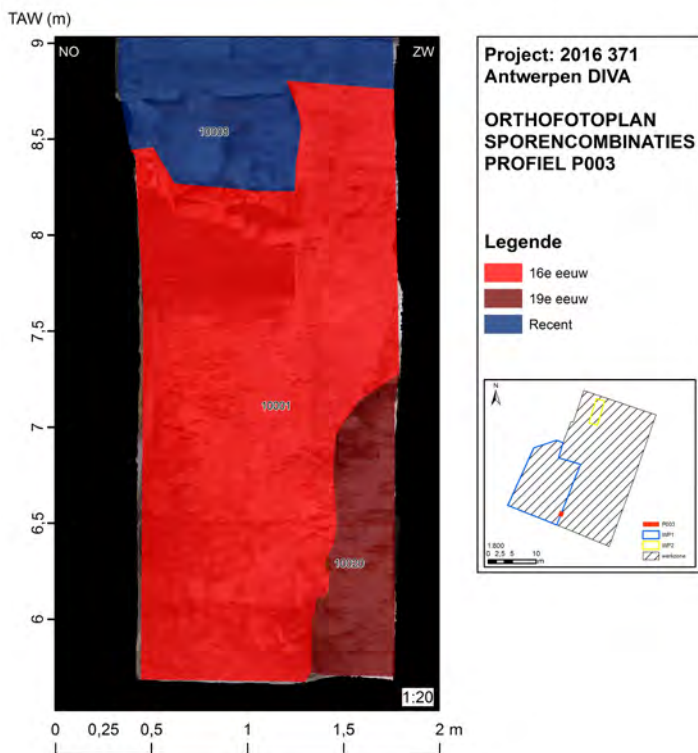 TAW (m)
NO
ZW
9
8,5
8
7,5
7
6,5
6
10001
1:20
0 0,25 0,5 1 1,5 2 m
Project: 2016 371
Antwerpen DIVA
ORTHOFOTOPLAN
SPORENCOMBINATIES
PROFIEL P003
Legende
16e eeuw
19e eeuw
Recent
N
P003
WP1
WP2
werkzone
1:800
0 2,5 5 10
m